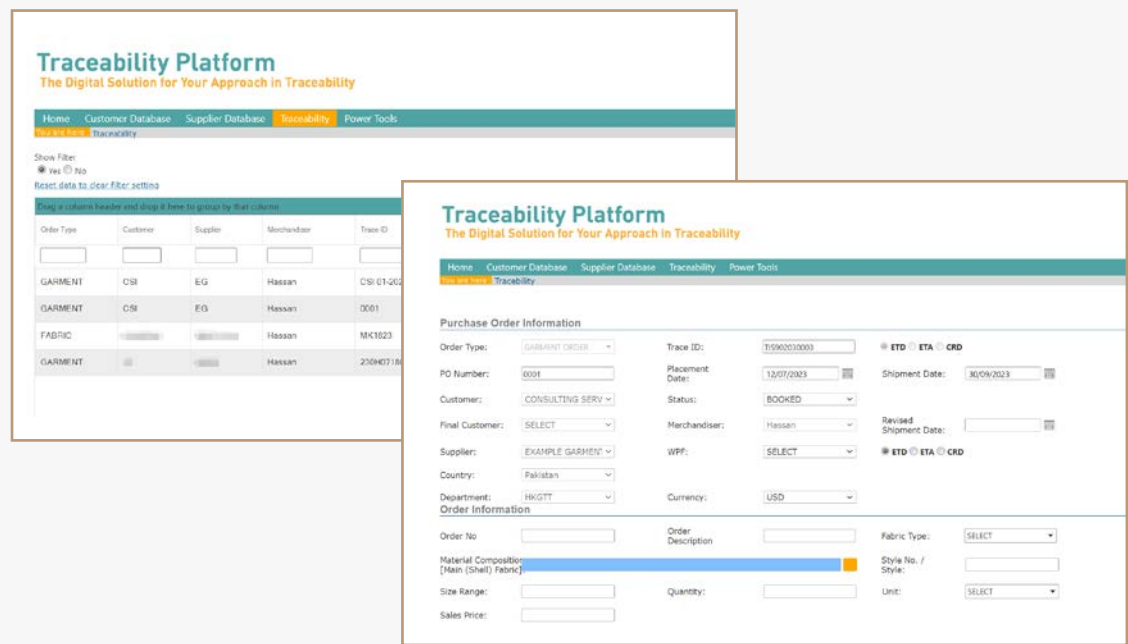 Traceability Platform
The Digital Solution for Your Approach in Traceability
Home Customer Database Supplier Database Traceability Power Tools
You are here Traceability
Show Filter
Yes No
Reset data to clear filter setting
Drag a column header and drop it here to group by that column
Order Type Customer Supplier Merchandiser Trace ID
GARMENT CSI EG Hassan CSI 01-202
GARMENT CSI EG Hassan 0001
FABRIC Hassan MK1823
GARMENT Hassan 230H0718
Traceability Platform
The Digital Solution for Your Approach in Traceability
Home Customer Database Supplier Database Traceability Power Tools
You are here Traceability
Purchase Order Information
Order Type: GARMENT ORDER Trace ID: TIS902030003 ETD ETA CRD
PO Number: 0001 Placement Date: 12/07/2023 Shipment Date: 30/09/2023
Customer: CONSULTING SERV Status: BOOKED
Final Customer: SELECT Merchandiser: Hassan Revised Shipment Date:
Supplier: EXAMPLE GARMENT WPF: SELECT ETD ETA CRD
Country: Pakistan
Department: HKGTT Currency: USD
Order Information
Order No Order Description Fabric Type: SELECT
Material Composition [Main (Shell) Fabric]: Style No. / Style:
Size Range: Quantity: Unit: SELECT
Sales Price: